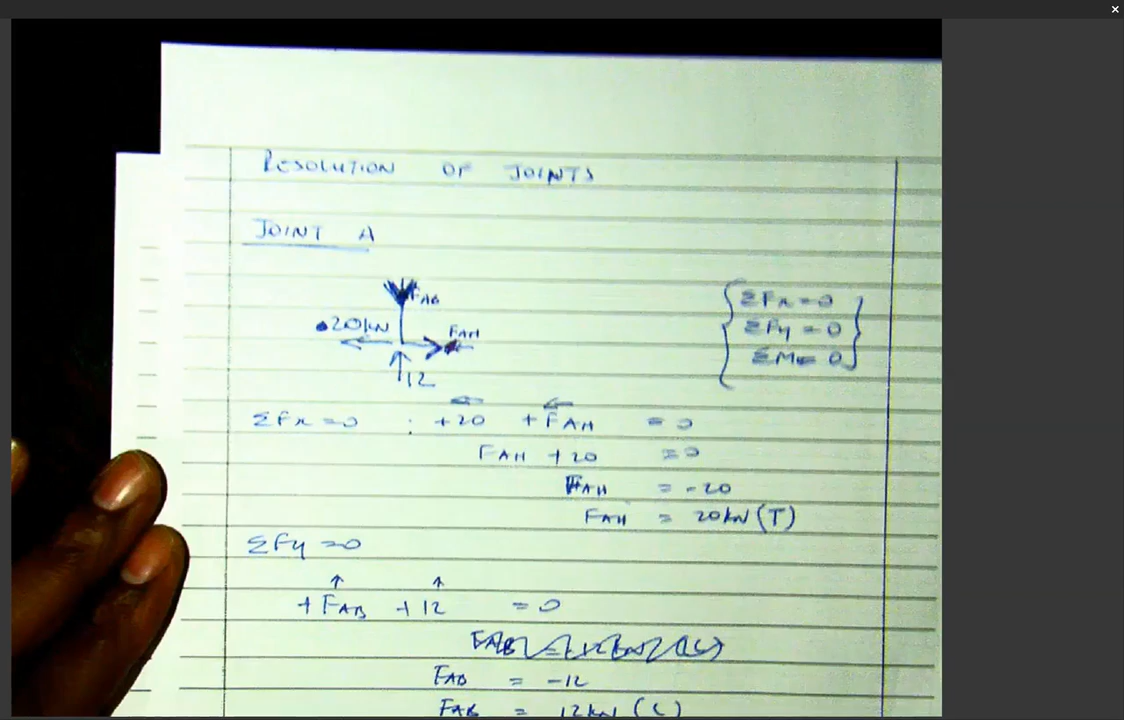 RESOLUTION OF JOINTS
JOINT A
FAB
20kN
FAH
12
ΣFx = 0
ΣFy = 0
ΣM = 0
ΣFx = 0 : +20 + FAH = 0
FAH + 20 = 0
FAH = -20
FAH = 20kN (T)
ΣFy = 0
+ FAB + 12 = 0
FAB = -12
FAB = 12kN (C)